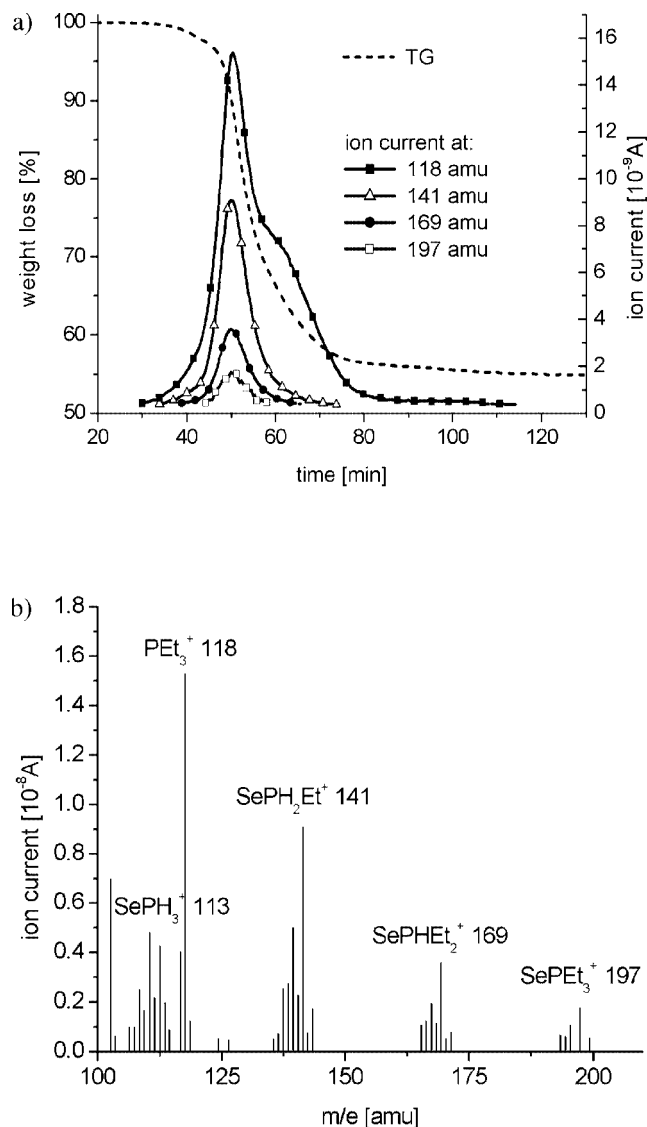 a)
100
90
80
70
60
50
weight loss [%]
20 40 60 80 100 120
time [min]
16
14
12
10
8
6
4
2
0
ion current [10⁻⁹A]
TG
ion current at:
118 amu
141 amu
169 amu
197 amu
b)
1.8
1.6
1.4
1.2
1.0
0.8
0.6
0.4
0.2
0.0
ion current [10⁻⁸A]
PEt₃⁺ 118
SePH₂Et⁺ 141
SePH₃⁺ 113
SePHEt₂⁺ 169
SePEt₃⁺ 197
100 125 150 175 200
m/e [amu]